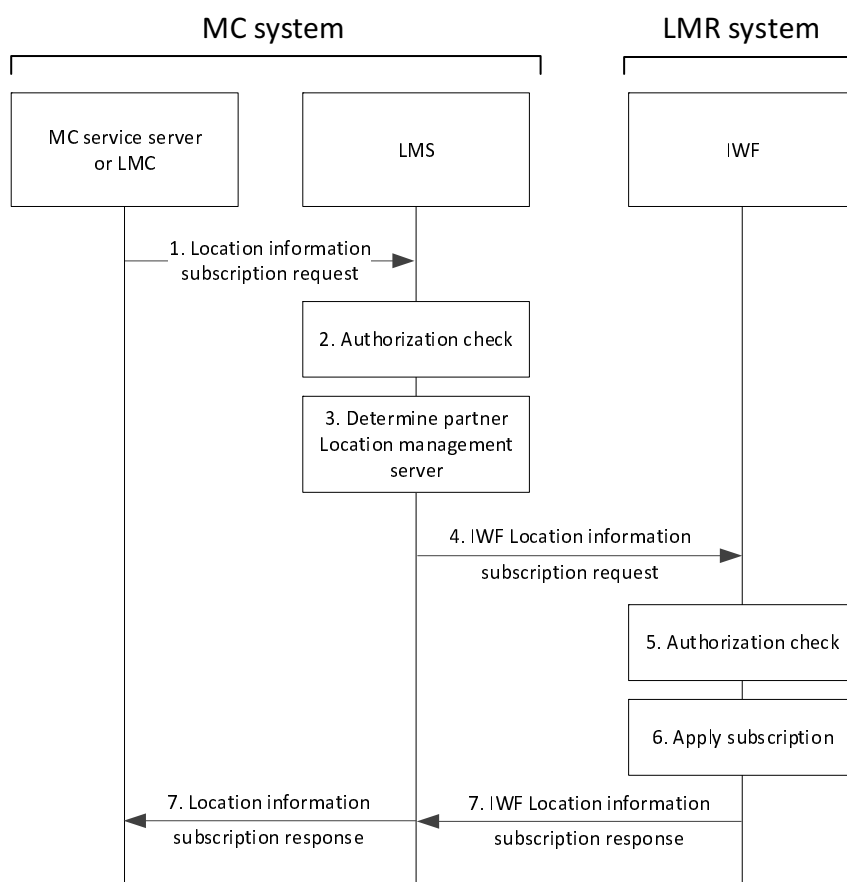 MC system
LMR system
MC service server
or LMC
LMS
IWF
1. Location information
subscription request
2. Authorization check
3. Determine partner
Location management
server
4. IWF Location information
subscription request
5. Authorization check
6. Apply subscription
7. Location information
subscription response
7. IWF Location information
subscription response